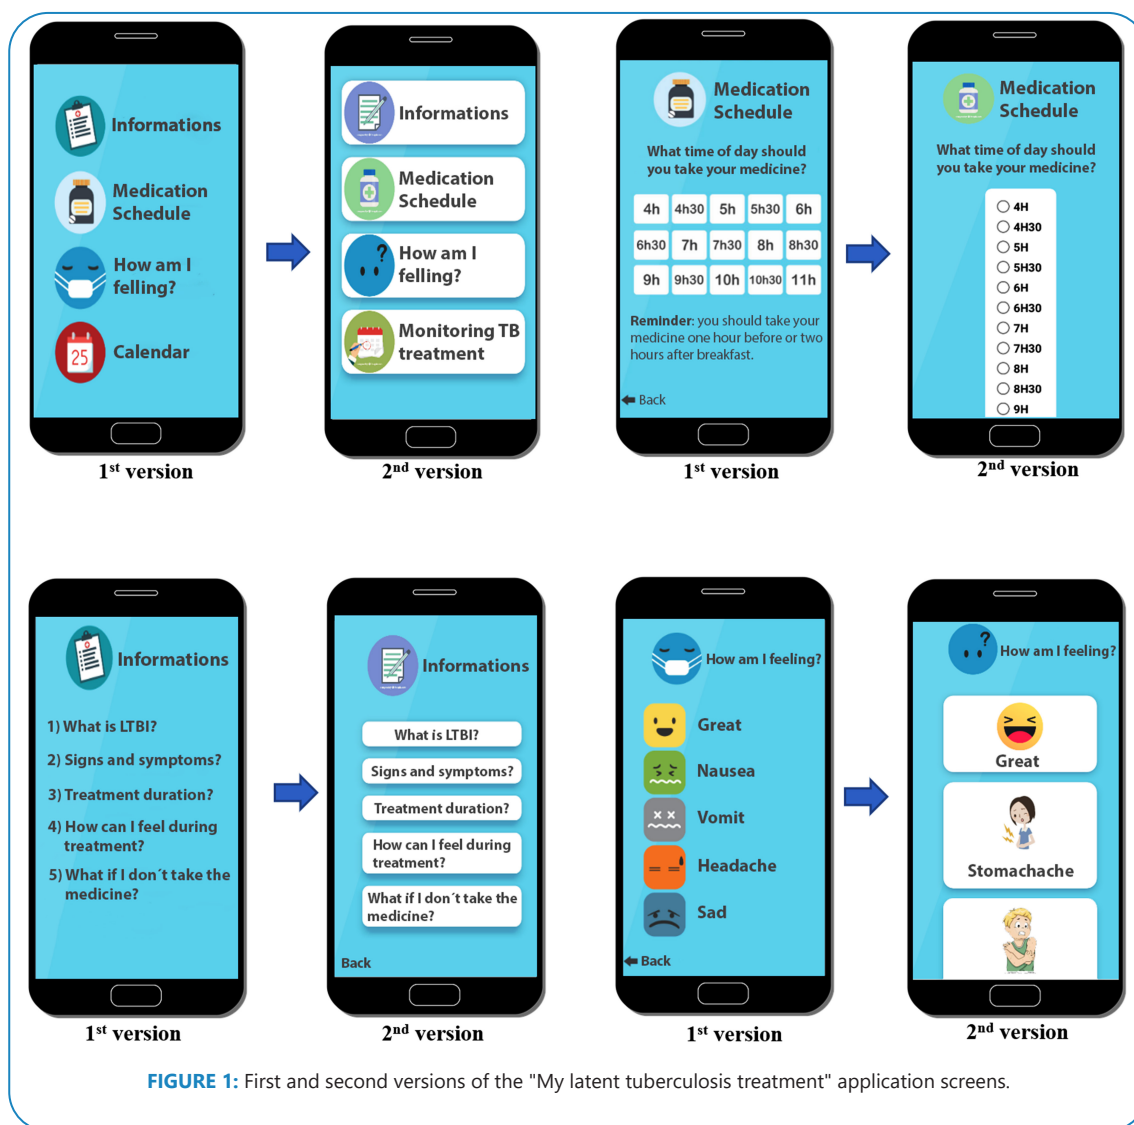 Informations
Medication
Schedule
How am I
felling?
25
Calendar
1st version
Informations
Medication
Schedule
?
How am I
felling?
Monitoring TB
treatment
2nd version
Medication
Schedule
What time of day should
you take your medicine?
4h 4h30 5h 5h30 6h
6h30 7h 7h30 8h 8h30
9h 9h30 10h 10h30 11h
Reminder: you should take your
medicine one hour before or two
hours after breakfast.
Back
1st version
Medication
Schedule
What time of day should
you take your medicine?
4H
4H30
5H
5H30
6H
6H30
7H
7H30
8H
8H30
9H
2nd version
Informations
1) What is LTBI?
2) Signs and symptoms?
3) Treatment duration?
4) How can I feel during
treatment?
5) What if I don´t take the
medicine?
1st version
Informations
What is LTBI?
Signs and symptoms?
Treatment duration?
How can I feel during
treatment?
What if I don´t take the
medicine?
Back
2nd version
How am I feeling?
Great
Nausea
Vomit
Headache
Sad
Back
1st version
?
How am I feeling?
Great
Stomachache
2nd version
FIGURE 1: First and second versions of the "My latent tuberculosis treatment" application screens.